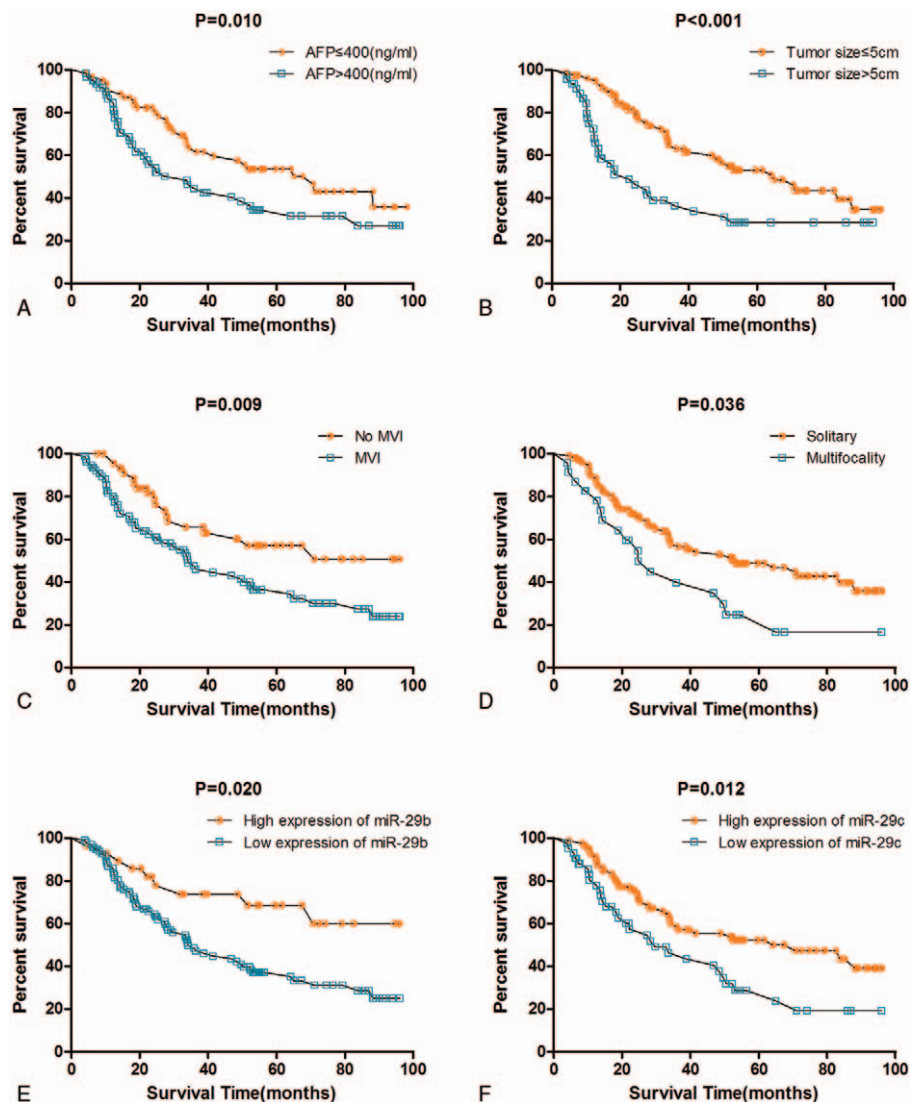 P=0.010
AFP≤400(ng/ml)
AFP>400(ng/ml)
Percent survival
100
80
60
40
20
0
0 20 40 60 80 100
Survival Time(months)
A
P<0.001
Tumor size≤5cm
Tumor size>5cm
Percent survival
100
80
60
40
20
0
0 20 40 60 80 100
Survival Time(months)
B
P=0.009
No MVI
MVI
Percent survival
100
80
60
40
20
0
0 20 40 60 80 100
Survival Time(months)
C
P=0.036
Solitary
Multifocality
Percent survival
100
80
60
40
20
0
0 20 40 60 80 100
Survival Time(months)
D
P=0.020
High expression of miR-29b
Low expression of miR-29b
Percent survival
100
80
60
40
20
0
0 20 40 60 80 100
Survival Time(months)
E
P=0.012
High expression of miR-29c
Low expression of miR-29c
Percent survival
100
80
60
40
20
0
0 20 40 60 80 100
Survival Time(months)
F